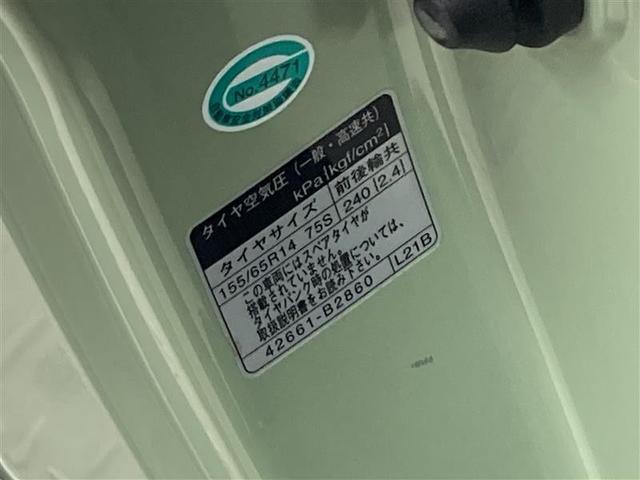 No.4471
タイヤ空気圧(一般・高速共)
kPa[kgf/cm²]
タイヤサイズ 前後輪共
155/65R14 75S 240[2.4]
この車両にはスペアタイヤが
搭載されていません。
タイヤパンク時の処置については、
取扱説明書をお読み下さい。
42661-B2860 L21B